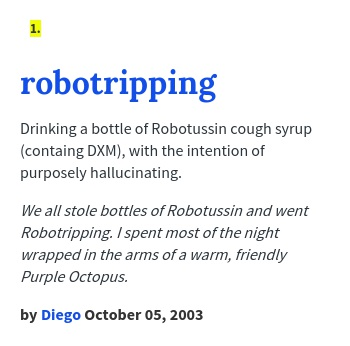 1.
robotripping
Drinking a bottle of Robotussin cough syrup
(containg DXM), with the intention of
purposely hallucinating.
We all stole bottles of Robotussin and went
Robotripping. I spent most of the night
wrapped in the arms of a warm, friendly
Purple Octopus.
by Diego October 05, 2003